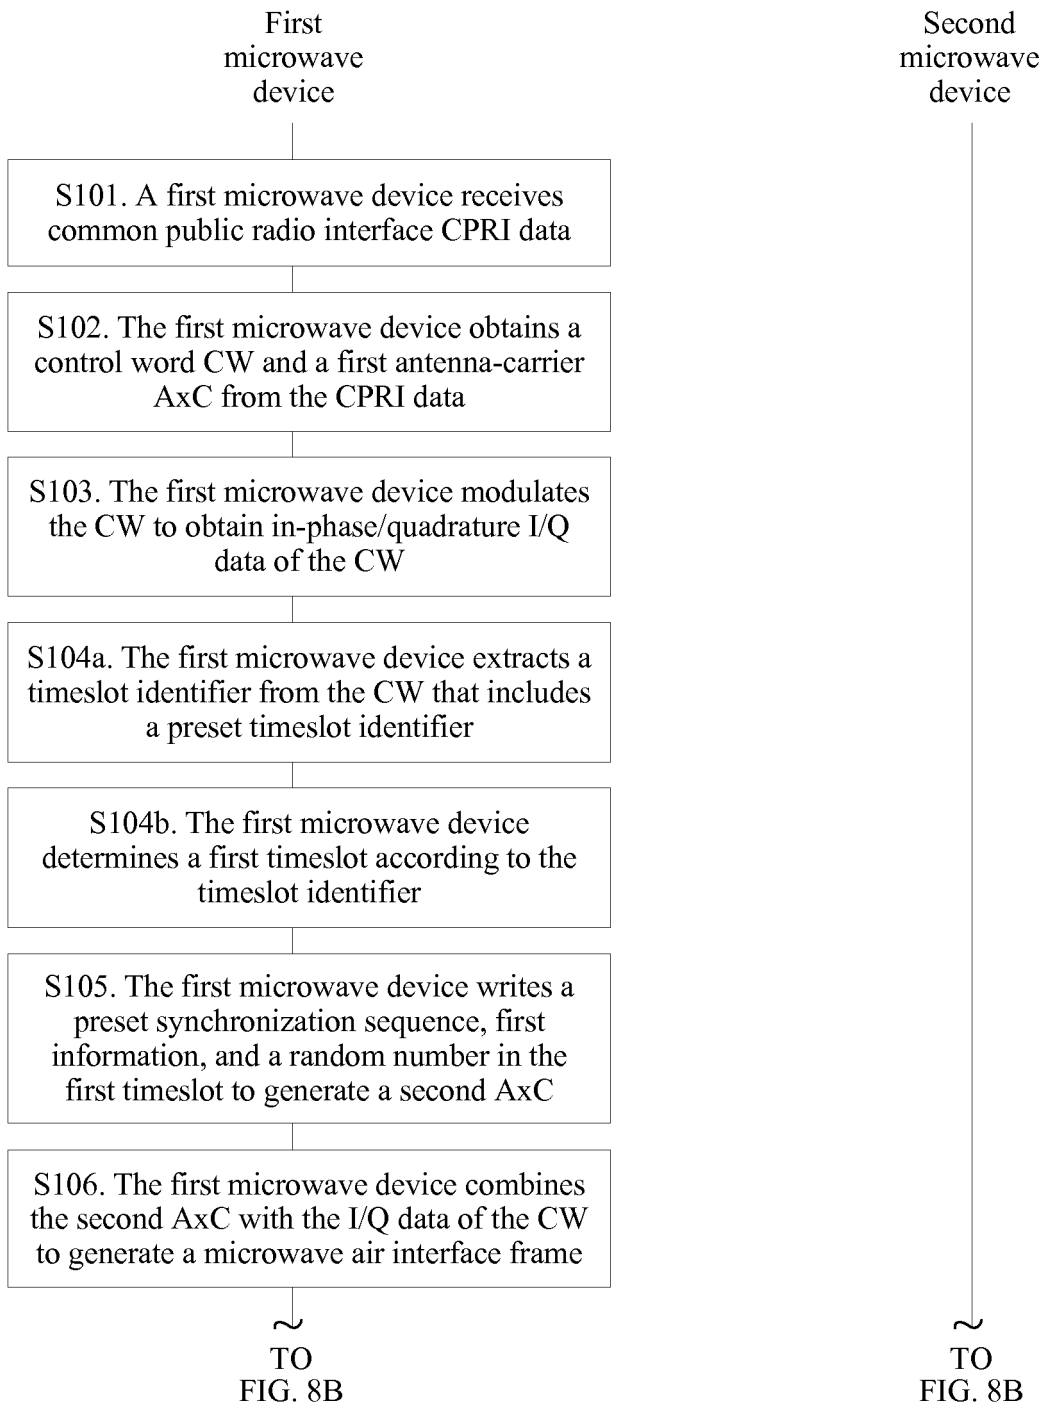 First
microwave
device
Second
microwave
device
S101. A first microwave device receives
common public radio interface CPRI data
S102. The first microwave device obtains a
control word CW and a first antenna-carrier
AxC from the CPRI data
S103. The first microwave device modulates
the CW to obtain in-phase/quadrature I/Q
data of the CW
S104a. The first microwave device extracts a
timeslot identifier from the CW that includes
a preset timeslot identifier
S104b. The first microwave device
determines a first timeslot according to the
timeslot identifier
S105. The first microwave device writes a
preset synchronization sequence, first
information, and a random number in the
first timeslot to generate a second AxC
S106. The first microwave device combines
the second AxC with the I/Q data of the CW
to generate a microwave air interface frame
TO
FIG. 8B
TO
FIG. 8B